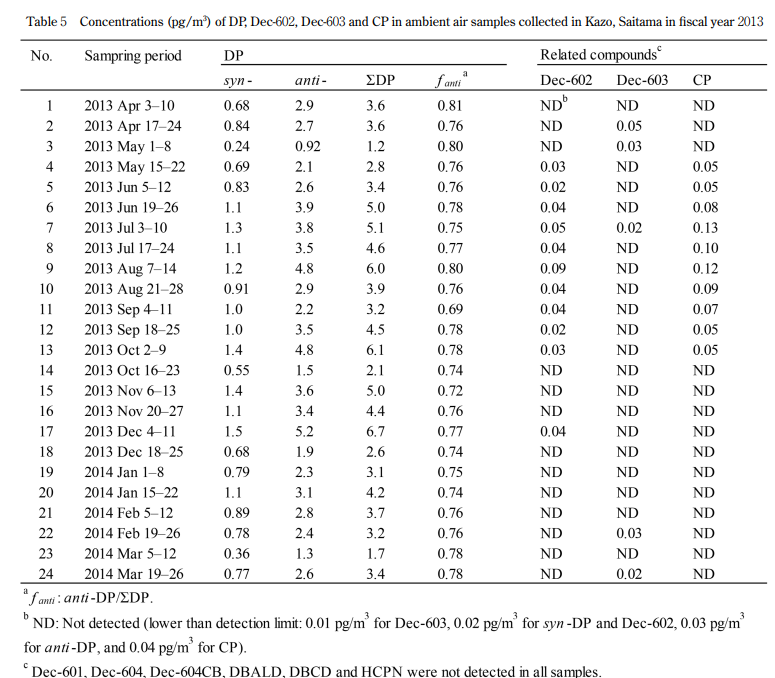 Table 5 Concentrations (pg/m³) of DP, Dec-602, Dec-603 and CP in ambient air samples collected in Kazo, Saitama in fiscal year 2013
No. Sampring period DP Related compounds^c
syn- anti- ΣDP f_anti^a Dec-602 Dec-603 CP
1 2013 Apr 3–10 0.68 2.9 3.6 0.81 ND^b ND ND
2 2013 Apr 17–24 0.84 2.7 3.6 0.76 ND 0.05 ND
3 2013 May 1–8 0.24 0.92 1.2 0.80 ND 0.03 ND
4 2013 May 15–22 0.69 2.1 2.8 0.76 0.03 ND 0.05
5 2013 Jun 5–12 0.83 2.6 3.4 0.76 0.02 ND 0.05
6 2013 Jun 19–26 1.1 3.9 5.0 0.78 0.04 ND 0.08
7 2013 Jul 3–10 1.3 3.8 5.1 0.75 0.05 0.02 0.13
8 2013 Jul 17–24 1.1 3.5 4.6 0.77 0.04 ND 0.10
9 2013 Aug 7–14 1.2 4.8 6.0 0.80 0.09 ND 0.12
10 2013 Aug 21–28 0.91 2.9 3.9 0.76 0.04 ND 0.09
11 2013 Sep 4–11 1.0 2.2 3.2 0.69 0.04 ND 0.07
12 2013 Sep 18–25 1.0 3.5 4.5 0.78 0.02 ND 0.05
13 2013 Oct 2–9 1.4 4.8 6.1 0.78 0.03 ND 0.05
14 2013 Oct 16–23 0.55 1.5 2.1 0.74 ND ND ND
15 2013 Nov 6–13 1.4 3.6 5.0 0.72 ND ND ND
16 2013 Nov 20–27 1.1 3.4 4.4 0.76 ND ND ND
17 2013 Dec 4–11 1.5 5.2 6.7 0.77 0.04 ND ND
18 2013 Dec 18–25 0.68 1.9 2.6 0.74 ND ND ND
19 2014 Jan 1–8 0.79 2.3 3.1 0.75 ND ND ND
20 2014 Jan 15–22 1.1 3.1 4.2 0.74 ND ND ND
21 2014 Feb 5–12 0.89 2.8 3.7 0.76 ND ND ND
22 2014 Feb 19–26 0.78 2.4 3.2 0.76 ND 0.03 ND
23 2014 Mar 5–12 0.36 1.3 1.7 0.78 ND ND ND
24 2014 Mar 19–26 0.77 2.6 3.4 0.78 ND 0.02 ND
^a f_anti: anti-DP/ΣDP.
^b ND: Not detected (lower than detection limit: 0.01 pg/m³ for Dec-603, 0.02 pg/m³ for syn-DP and Dec-602, 0.03 pg/m³
for anti-DP, and 0.04 pg/m³ for CP).
^c Dec-601, Dec-604, Dec-604CB, DBALD, DBCD and HCPN were not detected in all samples.